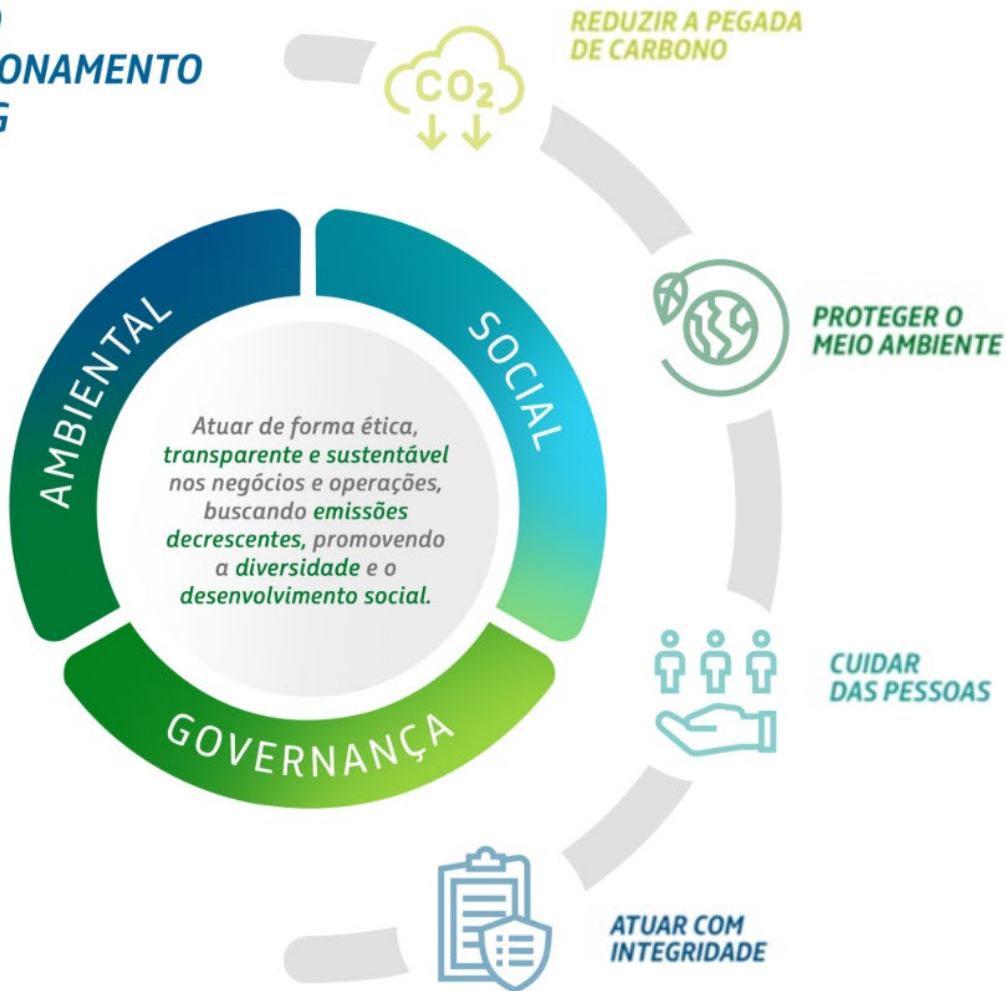 ONAMENTO
REDUZIR A PEGADA
DE CARBONO
CO₂
AMBIENTAL
SOCIAL
GOVERNANÇA
Atuar de forma ética,
transparente e sustentável
nos negócios e operações,
buscando emissões
decrescentes, promovendo
a diversidade e o
desenvolvimento social.
PROTEGER O
MEIO AMBIENTE
CUIDAR
DAS PESSOAS
ATUAR COM
INTEGRIDADE